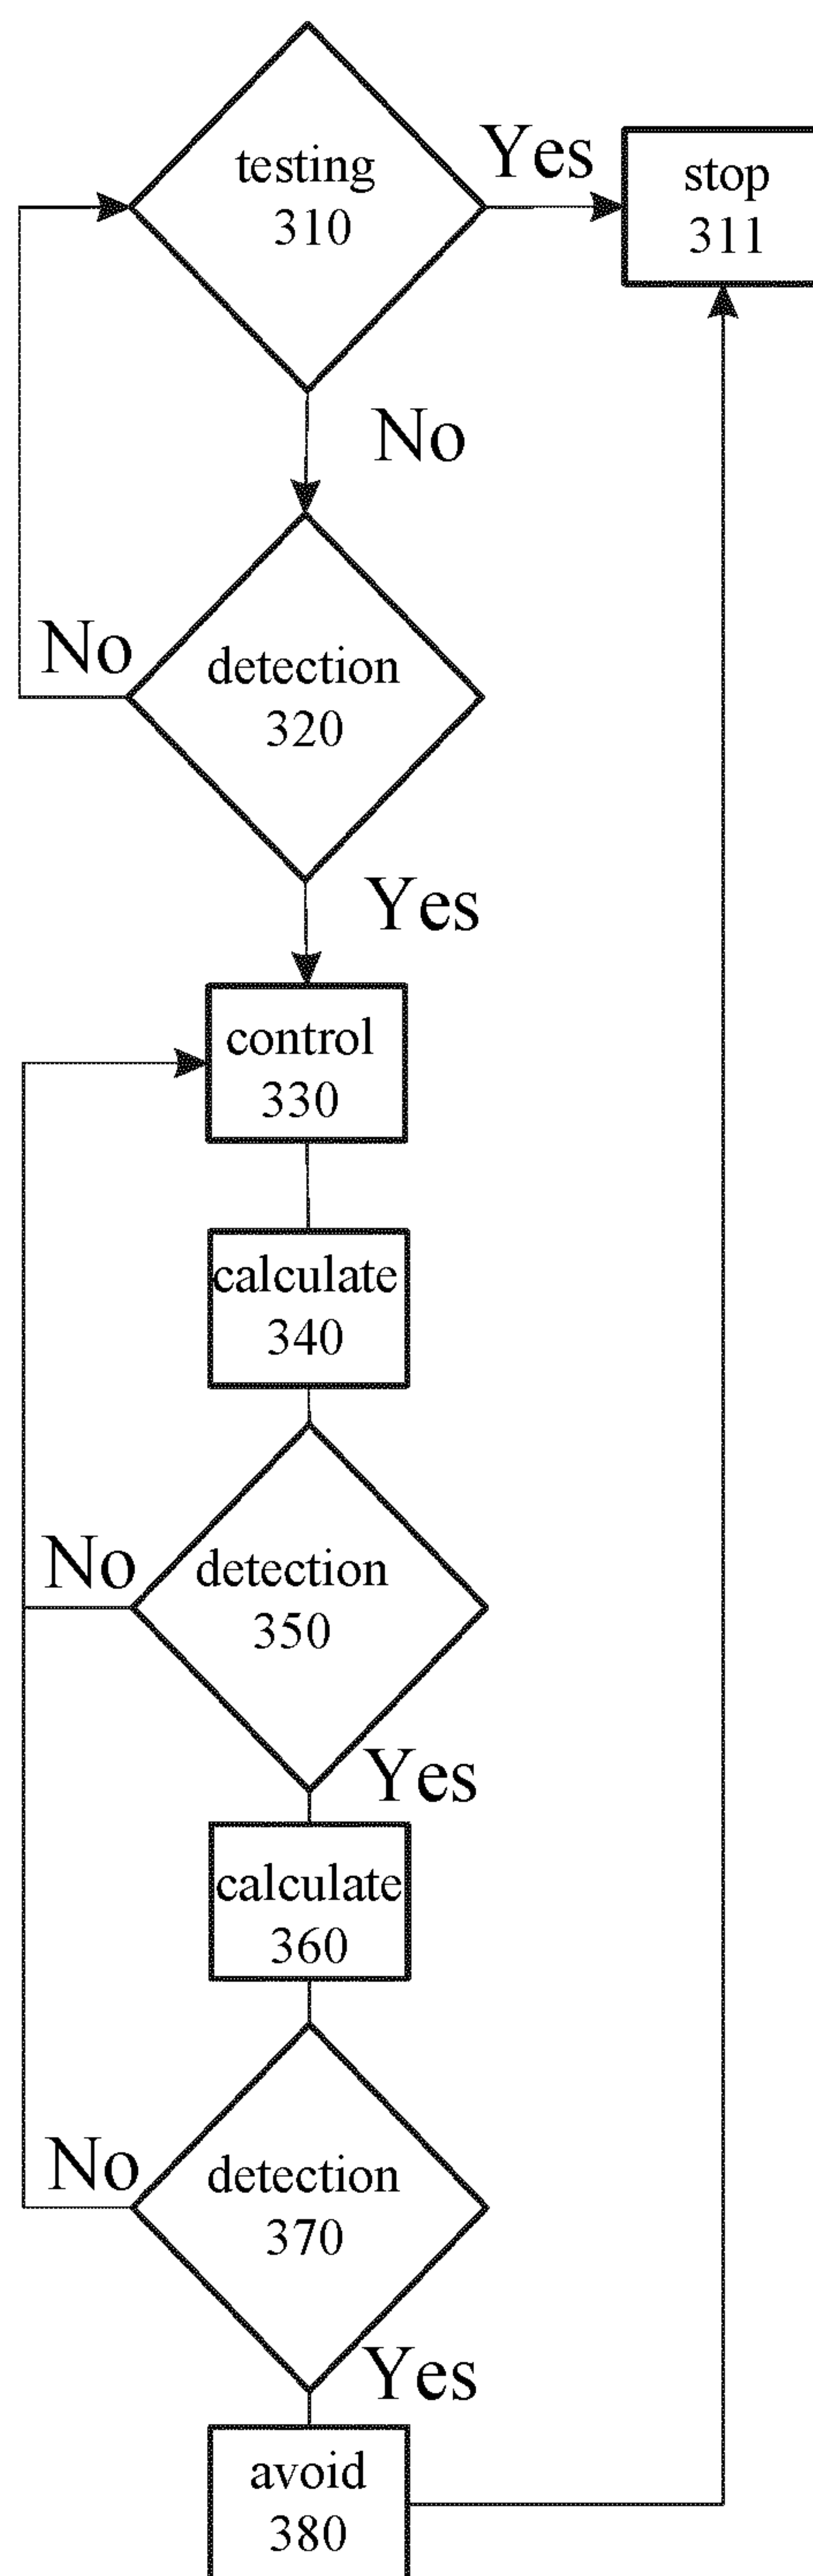 testing
310
Yes
stop
311
No
detection
320
No
Yes
control
330
calculate
340
detection
350
No
Yes
calculate
360
detection
370
No
Yes
avoid
380